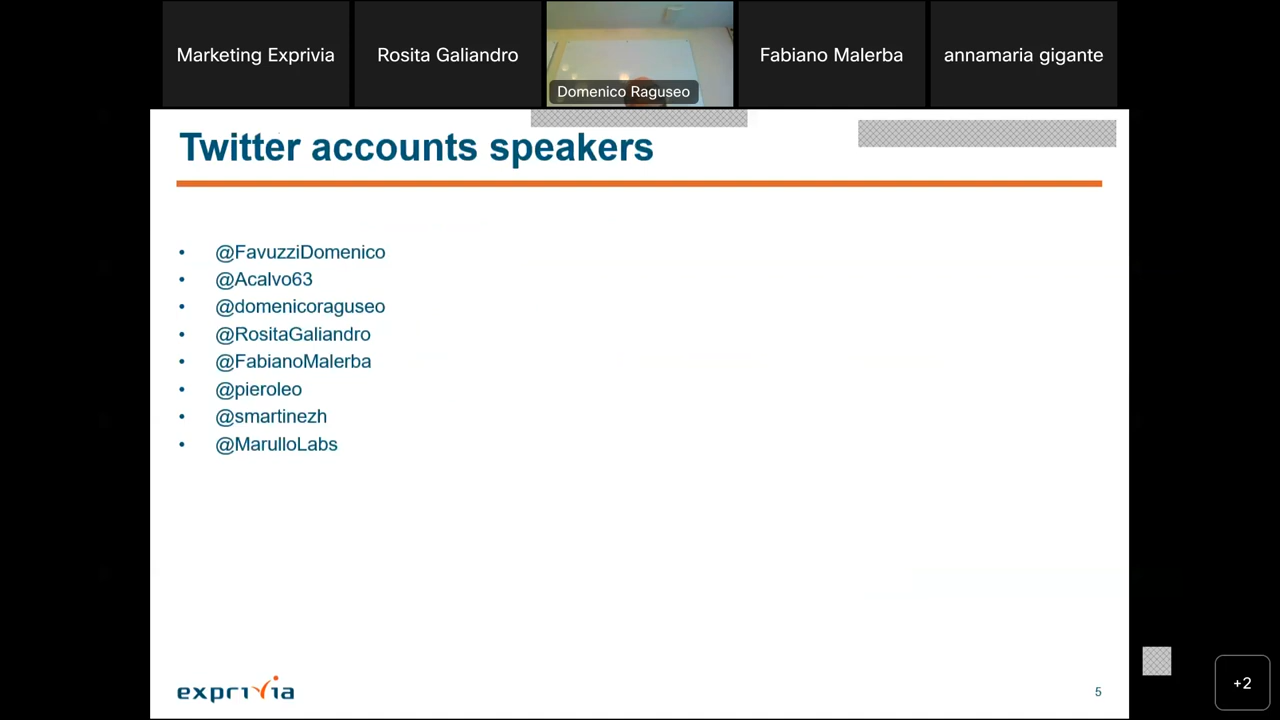 Marketing Exprivia
Rosita Galiandro
Domenico Raguseo
Fabiano Malerba
annamaria gigante
Twitter accounts speakers
• @FavuzziDomenico
• @Acalvo63
• @domenicoraguseo
• @RositaGaliandro
• @FabianoMalerba
• @pieroleo
• @smartinezh
• @MarulloLabs
exprivia
5
+2